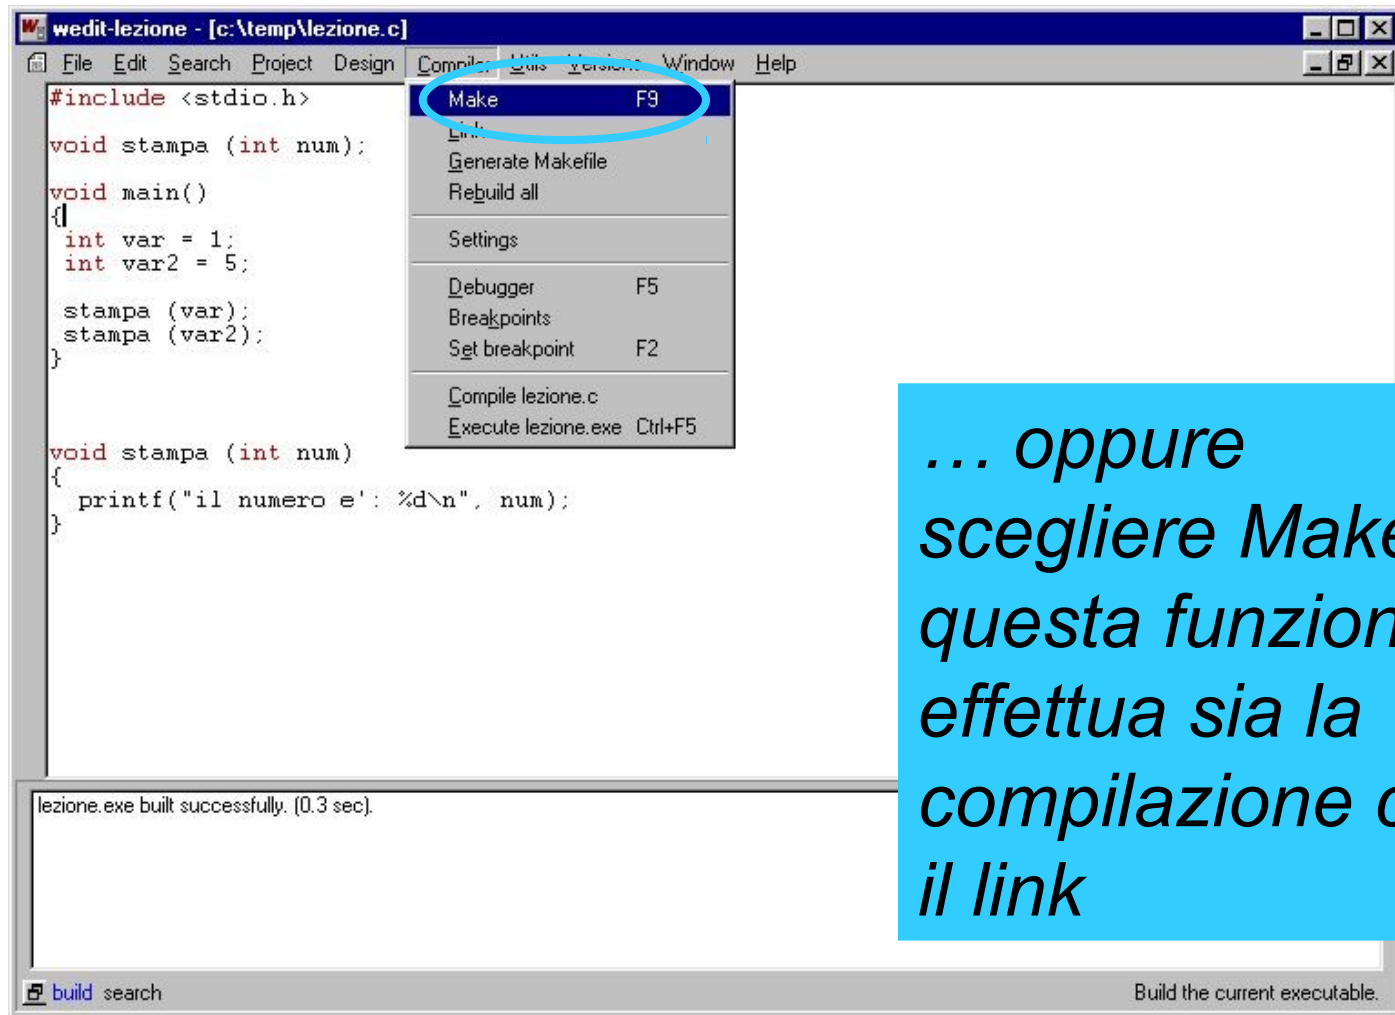 wedit-lezione - [c:\temp\lezione.c]
File Edit Search Project Design Compiler Utils Versions Window Help
#include <stdio.h>
void stampa (int num);
void main()
{
int var = 1;
int var2 = 5;
stampa (var);
stampa (var2);
}
void stampa (int num)
{
printf("il numero e': %d\n", num);
}
Make F9
Link
Generate Makefile
Rebuild all
Settings
Debugger F5
Breakpoints
Set breakpoint F2
Compile lezione.c
Execute lezione.exe Ctrl+F5
… oppure
scegliere Make
questa funzion
effettua sia la
compilazione
il link
lezione.exe built successfully. (0.3 sec).
build search
Build the current executable.